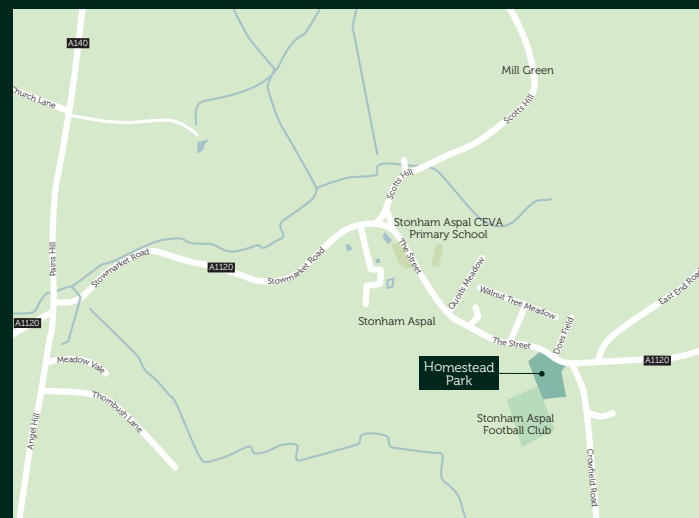 A140
Mill Green
Church Lane
Scotts Hill
Scotts Hill
Stonham Aspal CEVA
Primary School
The Street
Pains Hill
Stowmarket Road
A1120
Stowmarket Road
Quoits Meadow
Walnut Tree Meadow
East End Road
A1120
Stonham Aspal
The Street
Does Field
Meadow Vale
Homestead
Park
A1120
Thornbush Lane
Angel Hill
Stonham Aspal
Football Club
Crowfield Road